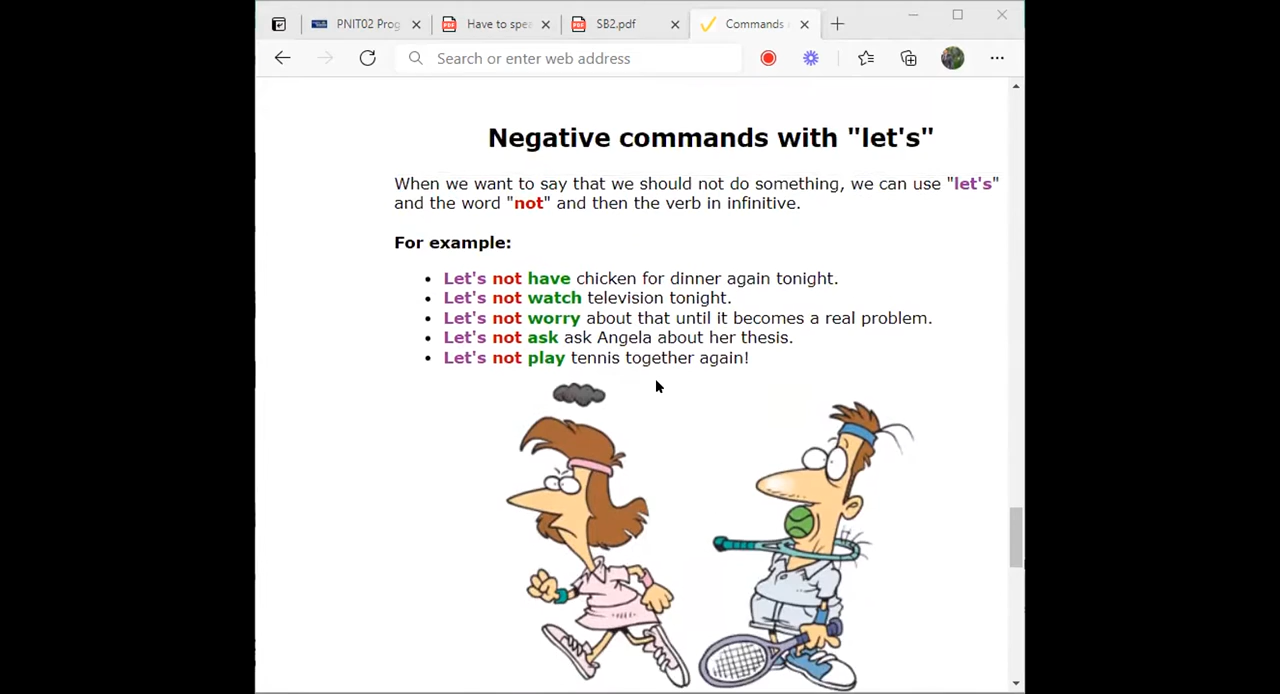 PNIT02 Prog
Have to spea
SB2.pdf
Commands
Search or enter web address
Negative commands with "let's"
When we want to say that we should not do something, we can use "let's"
and the word "not" and then the verb in infinitive.
For example:
Let's not have chicken for dinner again tonight.
Let's not watch television tonight.
Let's not worry about that until it becomes a real problem.
Let's not ask ask Angela about her thesis.
Let's not play tennis together again!